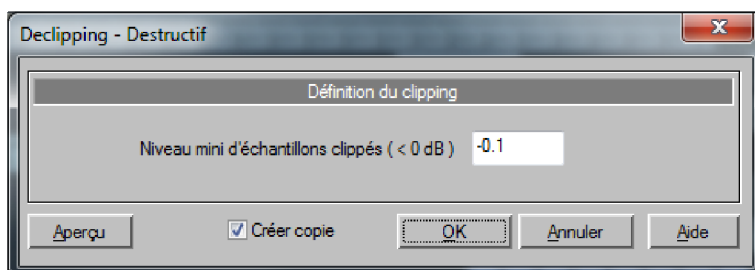 Declipping - Destructif
Définition du clipping
Niveau mini d'échantillons clippés ( < 0 dB ) -0.1
Aperçu Créer copie OK Annuler Aide